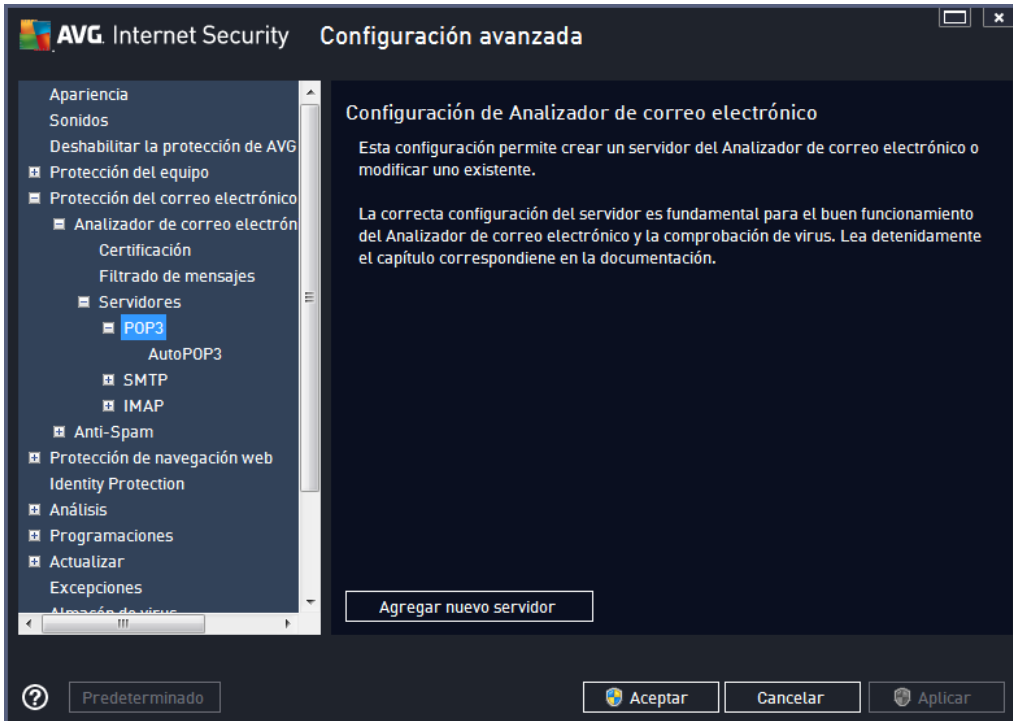 AVG. Internet Security Configuración avanzada
Apariencia
Sonidos
Deshabilitar la protección de AVG
Protección del equipo
Protección del correo electrónico
Analizador de correo electrón
Certificación
Filtrado de mensajes
Servidores
POP3
AutoPOP3
SMTP
IMAP
Anti-Spam
Protección de navegación web
Identity Protection
Análisis
Programaciones
Actualizar
Excepciones
Almacén de virus
Configuración de Analizador de correo electrónico
Esta configuración permite crear un servidor del Analizador de correo electrónico o
modificar uno existente.
La correcta configuración del servidor es fundamental para el buen funcionamiento
del Analizador de correo electrónico y la comprobación de virus. Lea detenidamente
el capítulo correspondiene en la documentación.
Agregar nuevo servidor
? Predeterminado Aceptar Cancelar Aplicar